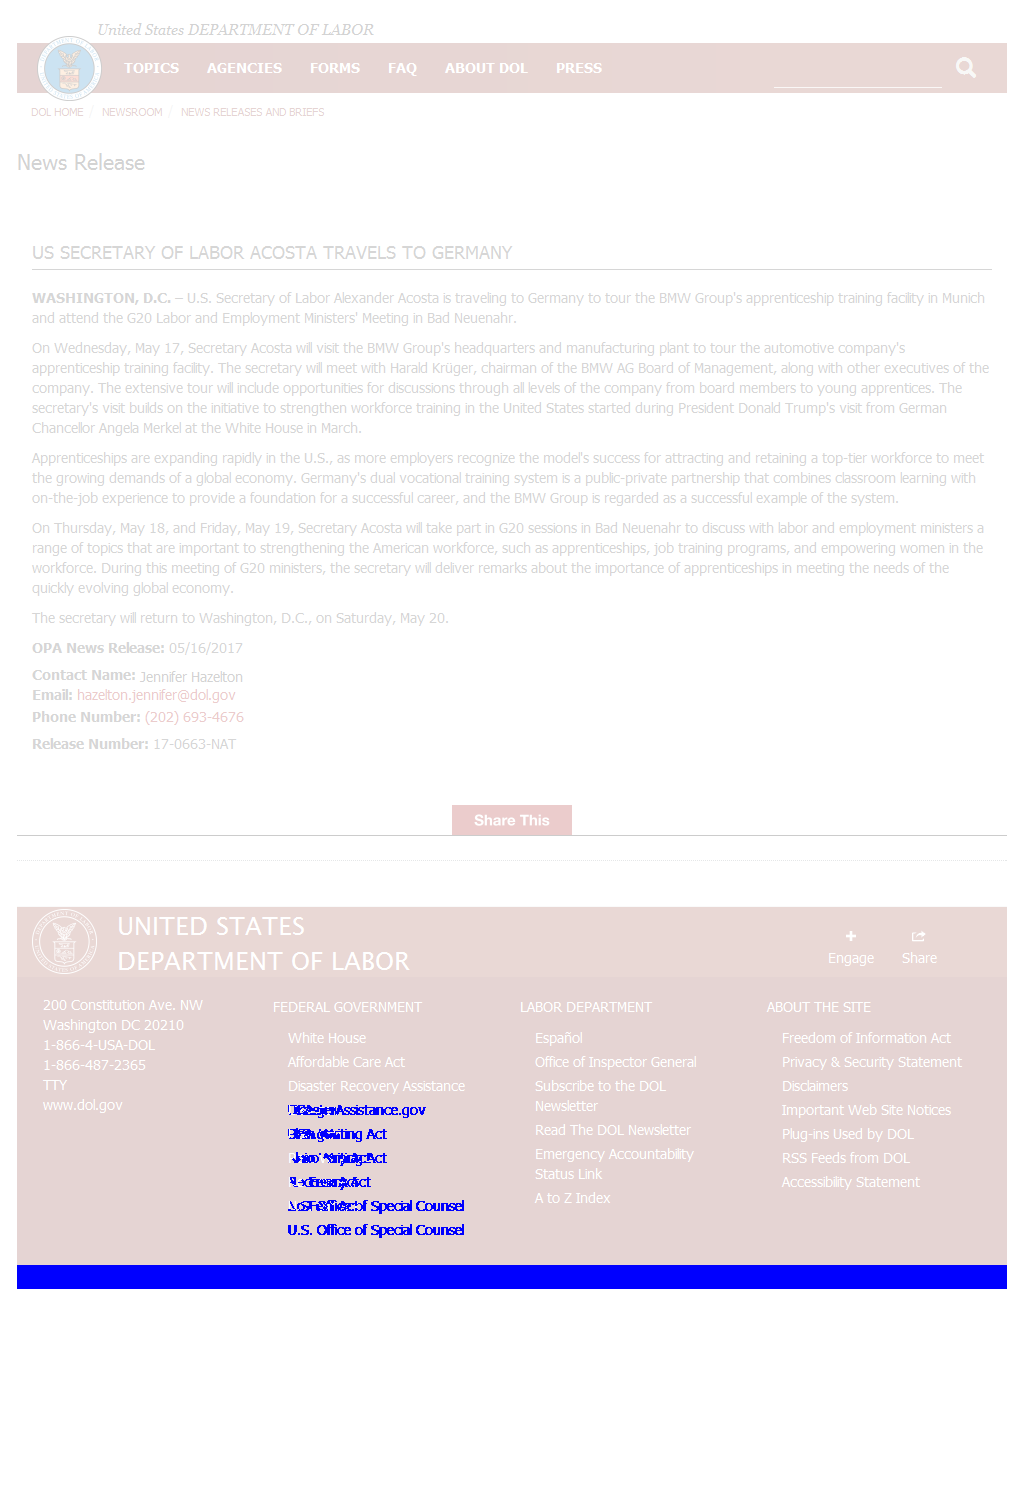 United States DEPARTMENT OF LABOR
TOPICS AGENCIES FORMS FAQ ABOUT DOL PRESS
DOL HOME / NEWSROOM / NEWS RELEASES AND BRIEFS
News Release
US SECRETARY OF LABOR ACOSTA TRAVELS TO GERMANY
WASHINGTON, D.C. – U.S. Secretary of Labor Alexander Acosta is traveling to Germany to tour the BMW Group's apprenticeship training facility in Munich
and attend the G20 Labor and Employment Ministers' Meeting in Bad Neuenahr.
On Wednesday, May 17, Secretary Acosta will visit the BMW Group's headquarters and manufacturing plant to tour the automotive company's
apprenticeship training facility. The secretary will meet with Harald Krüger, chairman of the BMW AG Board of Management, along with other executives of the
company. The extensive tour will include opportunities for discussions through all levels of the company from board members to young apprentices. The
secretary's visit builds on the initiative to strengthen workforce training in the United States started during President Donald Trump's visit from German
Chancellor Angela Merkel at the White House in March.
Apprenticeships are expanding rapidly in the U.S., as more employers recognize the model's success for attracting and retaining a top-tier workforce to meet
the growing demands of a global economy. Germany's dual vocational training system is a public-private partnership that combines classroom learning with
on-the-job experience to provide a foundation for a successful career, and the BMW Group is regarded as a successful example of the system.
On Thursday, May 18, and Friday, May 19, Secretary Acosta will take part in G20 sessions in Bad Neuenahr to discuss with labor and employment ministers a
range of topics that are important to strengthening the American workforce, such as apprenticeships, job training programs, and empowering women in the
workforce. During this meeting of G20 ministers, the secretary will deliver remarks about the importance of apprenticeships in meeting the needs of the
quickly evolving global economy.
The secretary will return to Washington, D.C., on Saturday, May 20.
OPA News Release: 05/16/2017
Contact Name: Jennifer Hazelton
Email: hazelton.jennifer@dol.gov
Phone Number: (202) 693-4676
Release Number: 17-0663-NAT
Share This
UNITED STATES
DEPARTMENT OF LABOR
Engage Share
200 Constitution Ave. NW
Washington DC 20210
1-866-4-USA-DOL
1-866-487-2365
TTY
www.dol.gov
FEDERAL GOVERNMENT
White House
Affordable Care Act
Disaster Recovery Assistance
Act
Act
Act
of Special Counsel
U.S. Office of Special Counsel
LABOR DEPARTMENT
Español
Office of Inspector General
Subscribe to the DOL
Newsletter
Read The DOL Newsletter
Emergency Accountability
Status Link
A to Z Index
ABOUT THE SITE
Freedom of Information Act
Privacy & Security Statement
Disclaimers
Important Web Site Notices
Plug-ins Used by DOL
RSS Feeds from DOL
Accessibility Statement